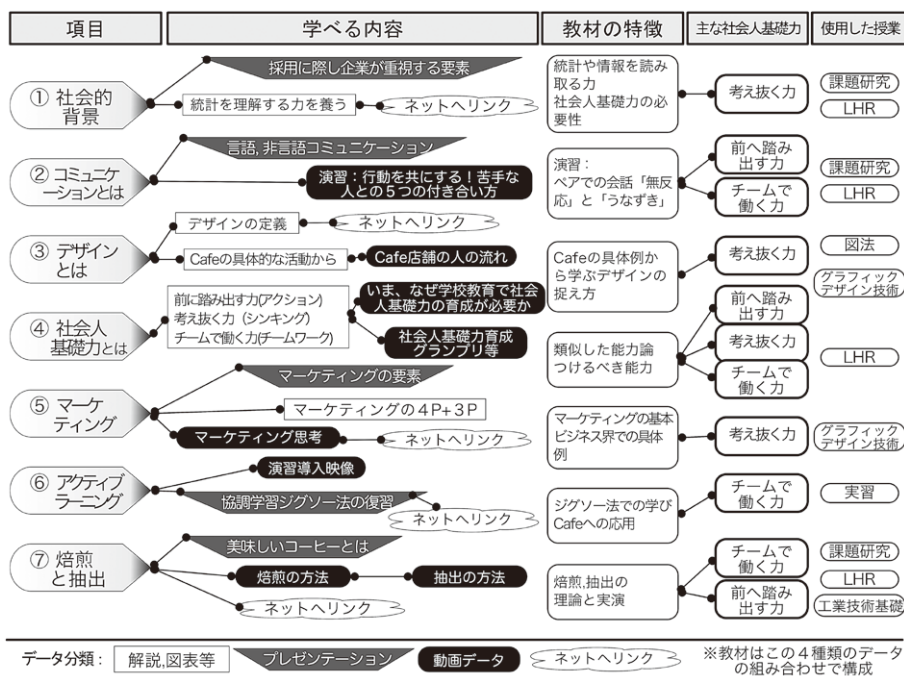 項目
学べる内容
教材の特徴
主な社会人基礎力
使用した授業
① 社会的
背景
採用に際し企業が重視する要素
統計を理解する力を養う
ネットへリンク
統計や情報を読み
取る力
社会人基礎力の必
要性
考え抜く力
課題研究
LHR
② コミュニケ
ーションとは
言語, 非言語コミュニケーション
演習：行動を共にする！苦手な
人との５つの付き合い方
演習：
ペアでの会話「無反
応」と「うなずき」
前へ踏み
出す力
チームで
働く力
課題研究
LHR
③ デザイン
とは
デザインの定義
ネットへリンク
Cafeの具体的な活動から
Cafe店舗の人の流れ
Cafeの具体例か
ら学ぶデザインの
捉え方
考え抜く力
図法
グラフィック
デザイン技術
④ 社会人
基礎力とは
前に踏み出す力(アクション)
考え抜く力（シンキング）
チームで働く力(チームワーク)
いま、なぜ学校教育で社会
人基礎力の育成が必要か
社会人基礎力育成
グランプリ等
類似した能力論
つけるべき能力
前へ踏み
出す力
考え抜く力
チームで
働く力
LHR
⑤ マーケ
ティング
マーケティングの要素
マーケティングの４P+３P
マーケティング思考
ネットへリンク
マーケティングの基本
ビジネス界での具体
例
考え抜く力
グラフィック
デザイン技術
⑥ アクティブ
ラーニング
演習導入映像
協調学習ジグソー法の復習
ネットへリンク
ジグソー法での学び
Cafeへの応用
チームで
働く力
実習
⑦ 焙煎
と抽出
美味しいコーヒーとは
焙煎の方法
抽出の方法
ネットへリンク
焙煎,抽出の
理論と実演
チームで
働く力
前へ踏み
出す力
課題研究
LHR
工業技術基礎
データ分類：
解説,図表等
プレゼンテーション
動画データ
ネットへリンク
※教材はこの４種類のデータ
の組み合わせで構成